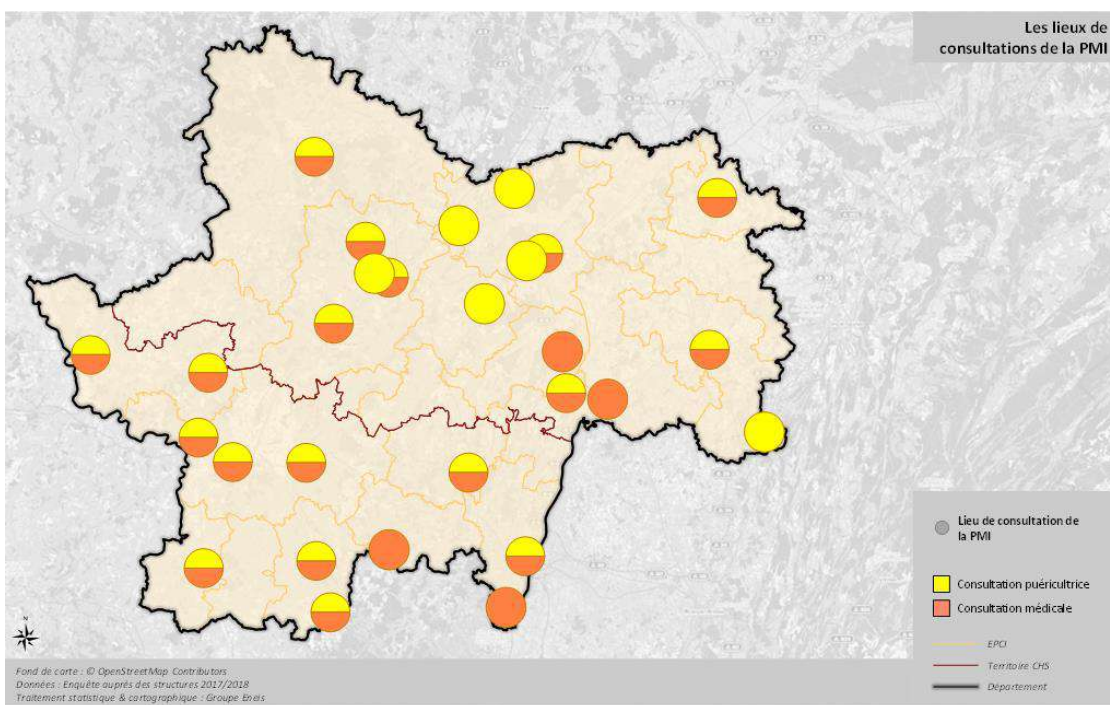 Les lieux de
consultations de la PMI
Lieu de consultation de
la PMI
Consultation puéricultrice
Consultation médicale
EPCI
Territoire CHS
Département
N
Fond de carte : © OpenStreetMap Contributors
Données : Enquête auprès des structures 2017/2018
Traitement statistique & cartographique : Groupe Eneis